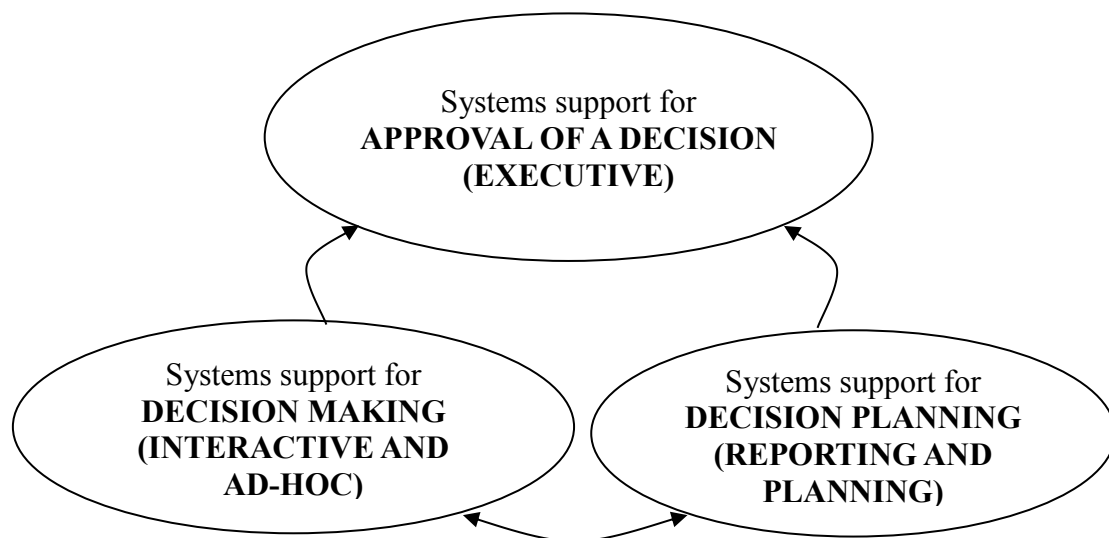 Systems support for
APPROVAL OF A DECISION
(EXECUTIVE)
Systems support for
DECISION MAKING
(INTERACTIVE AND
AD-HOC)
Systems support for
DECISION PLANNING
(REPORTING AND
PLANNING)